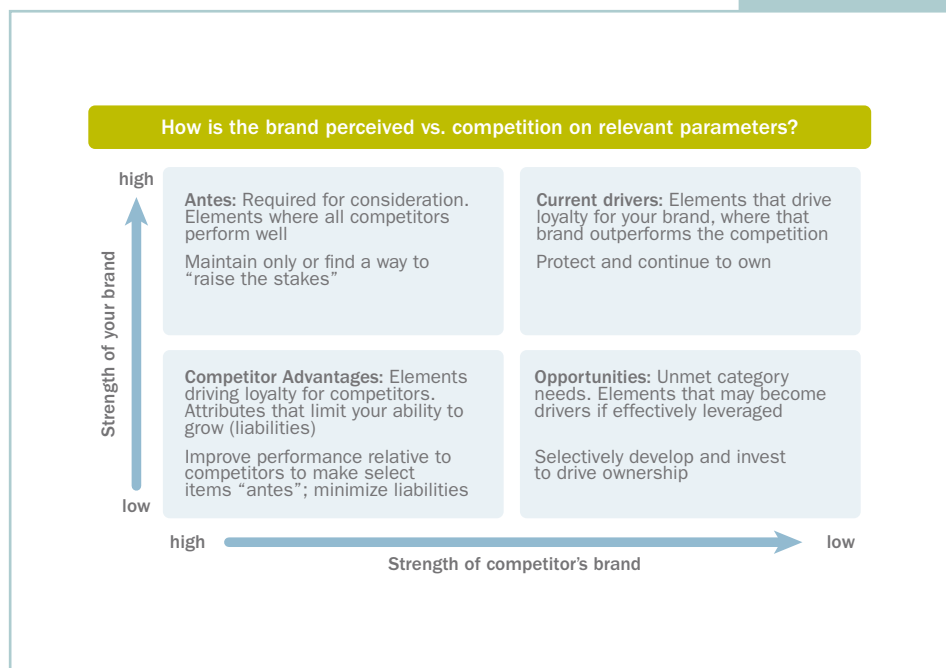 How is the brand perceived vs. competition on relevant parameters?
high
Strength of your brand
low
Antes: Required for consideration.
Elements where all competitors
perform well
Maintain only or find a way to
“raise the stakes”
Current drivers: Elements that drive
loyalty for your brand, where that
brand outperforms the competition
Protect and continue to own
Competitor Advantages: Elements
driving loyalty for competitors.
Attributes that limit your ability to
grow (liabilities)
Improve performance relative to
competitors to make select
items “antes”; minimize liabilities
Opportunities: Unmet category
needs. Elements that may become
drivers if effectively leveraged
Selectively develop and invest
to drive ownership
high
low
Strength of competitor’s brand